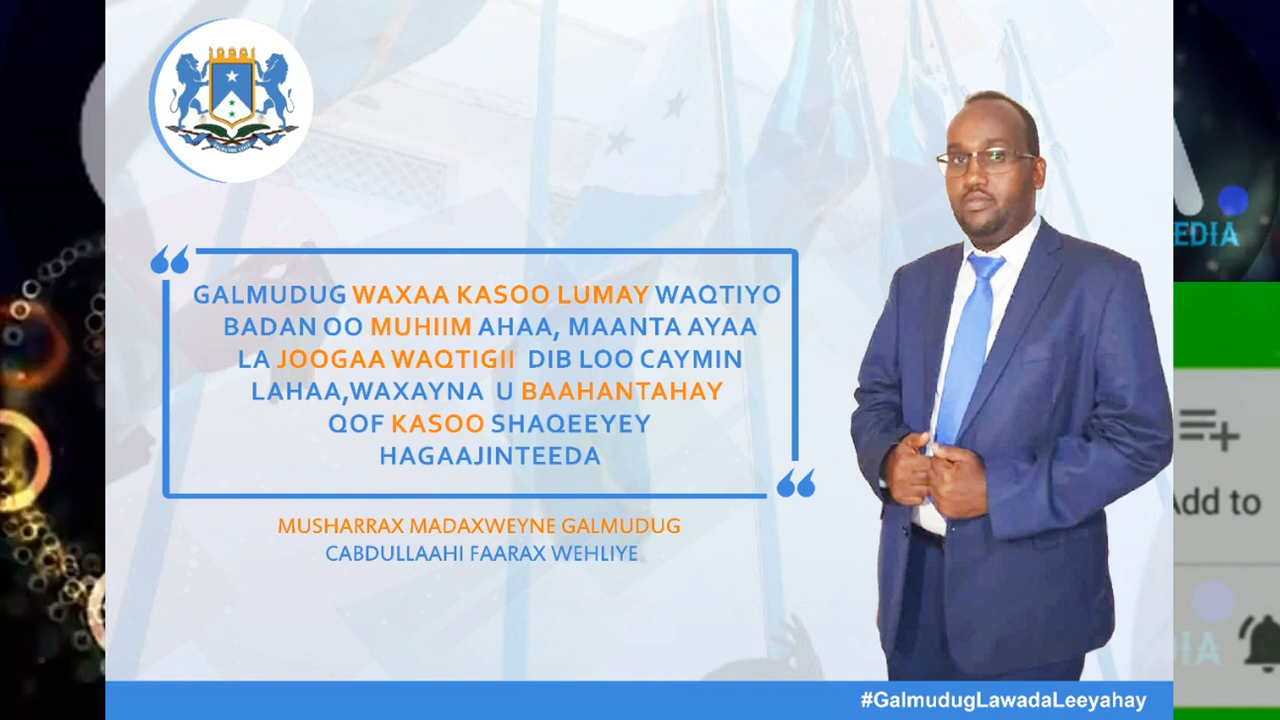 GALMUDUG WAXAA KASOO LUMAY WAQTIYO
BADAN OO MUHIIM AHAA, MAANTA AYAA
LA JOOGAA WAQTIGII DIB LOO CAYMIN
LAHAA,WAXAYNA U BAAHANTAHAY
QOF KASOO SHAQEEYEY
HAGAAJINTEEDA
MUSHARRAX MADAXWEYNE GALMUDUG
CABDULLAAHI FAARAX WEHLIYE
#GalmudugLawadaLeeyahay
EDIA
Add to
DIA